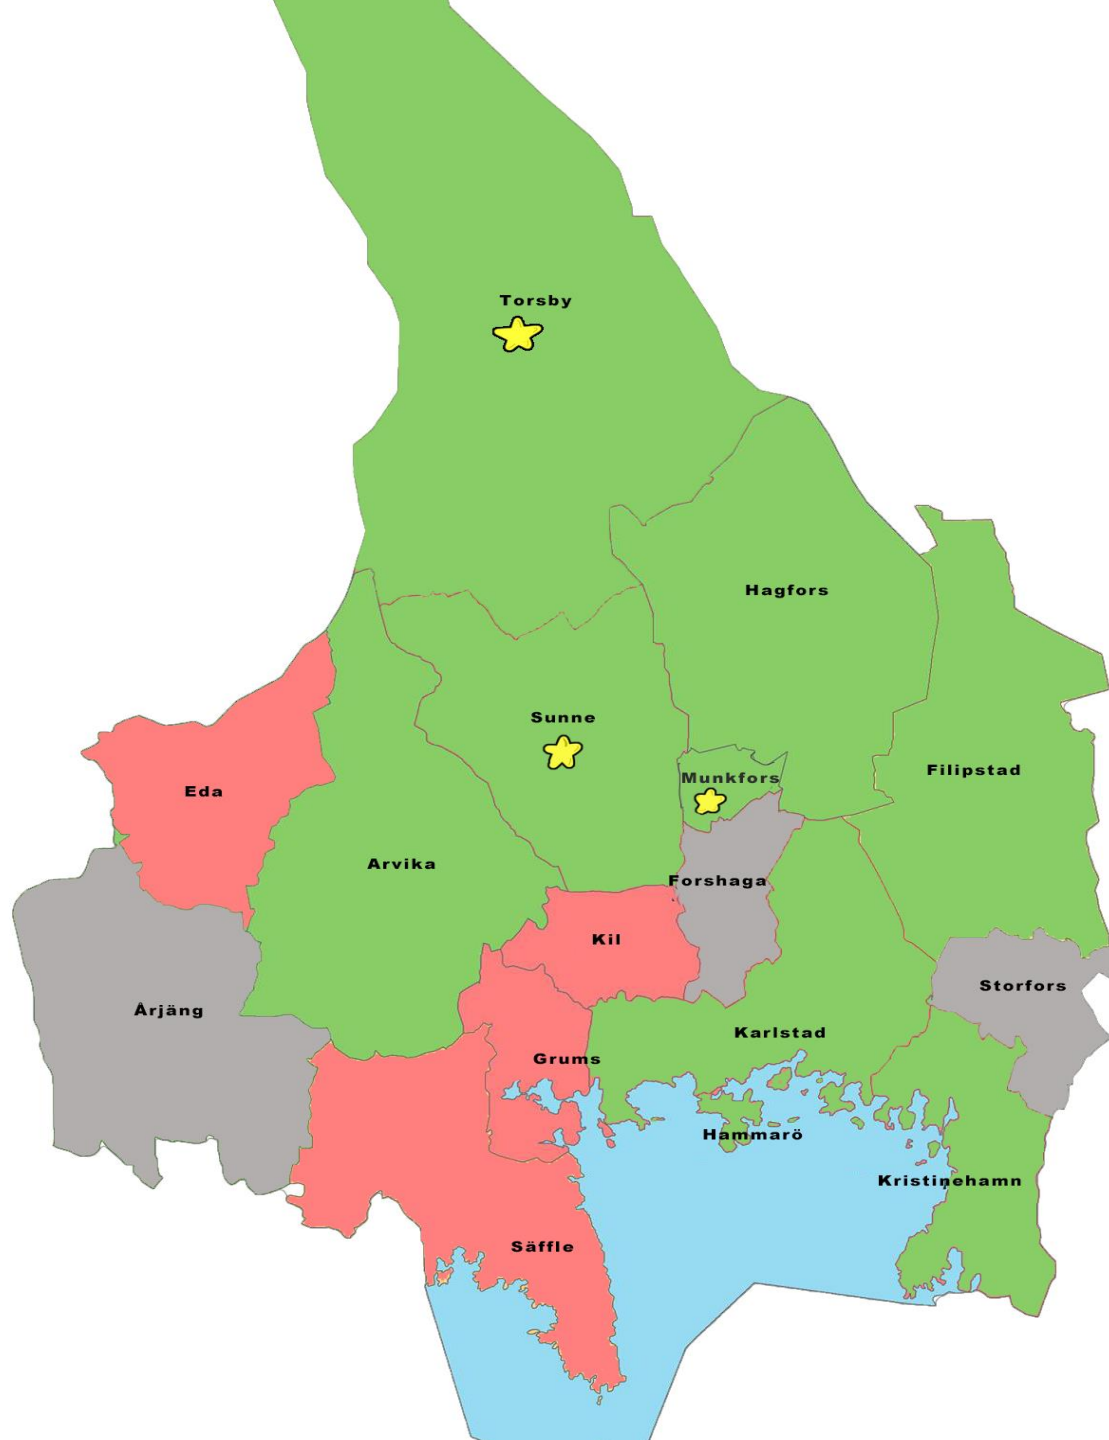 Torsby
Hagfors
Sunne
Filipstad
Munkfors
Eda
Arvika
Forshaga
Kil
Storfors
Årjäng
Karlstad
Grums
Hammarö
Kristinehamn
Säffle